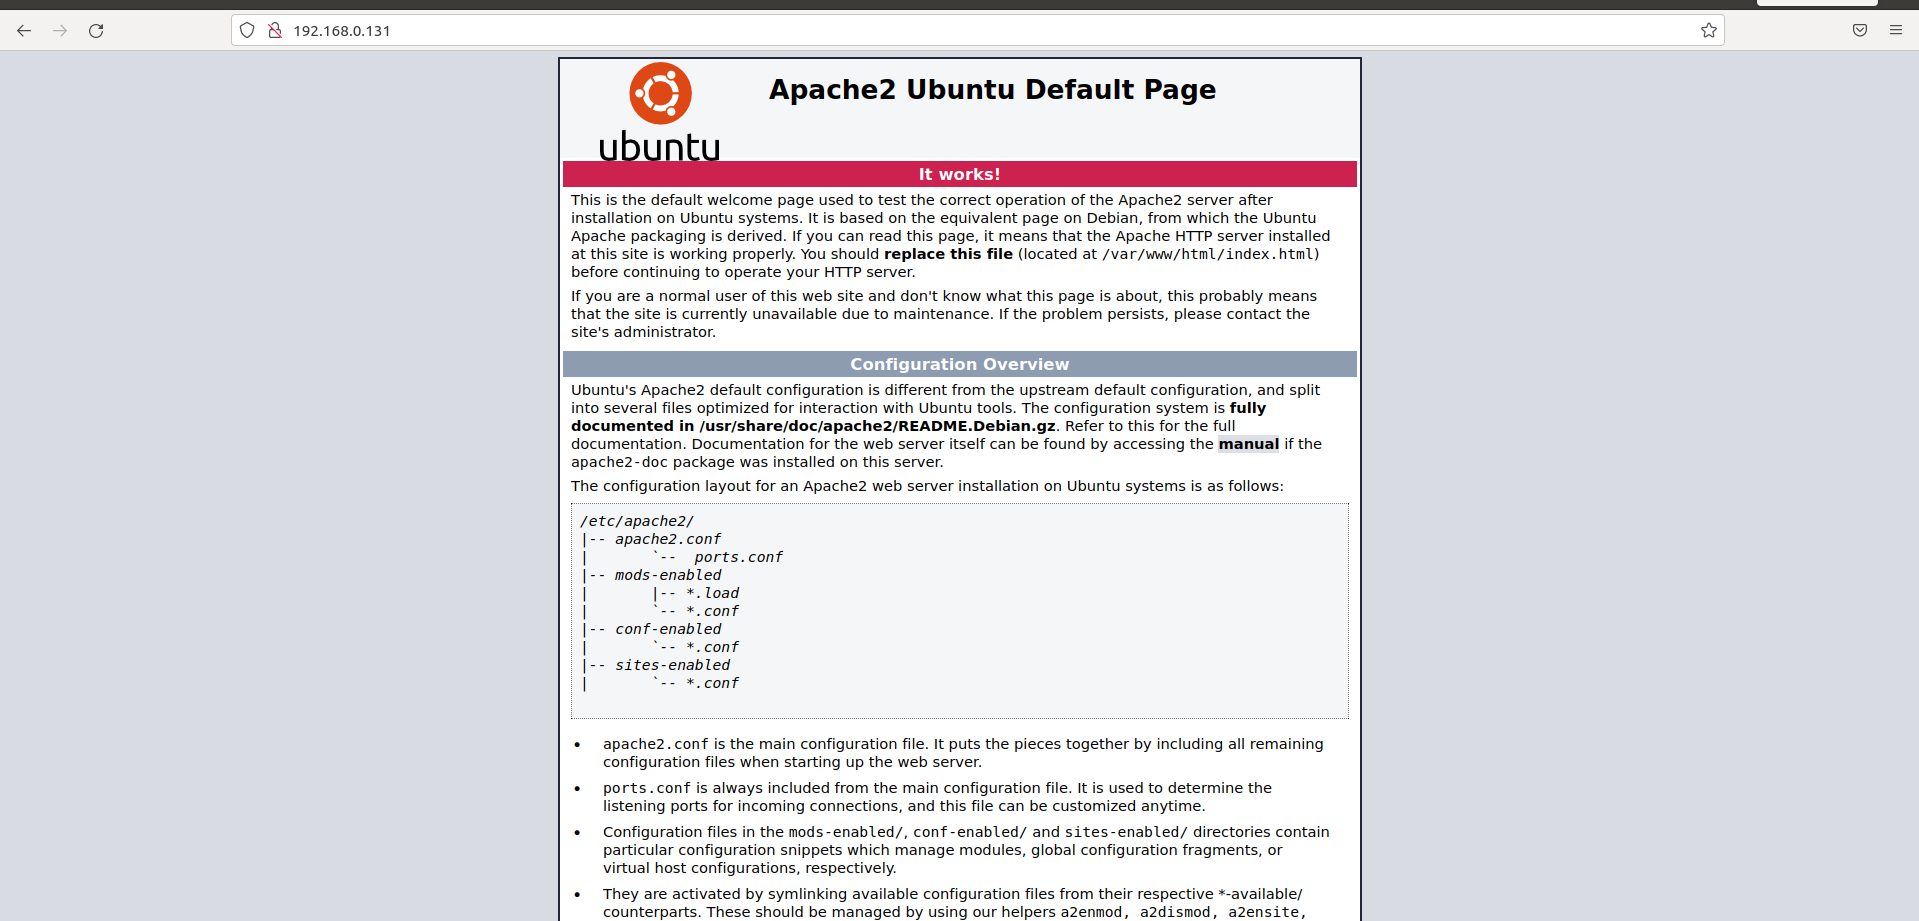 192.168.0.131
ubuntu
Apache2 Ubuntu Default Page
It works!
This is the default welcome page used to test the correct operation of the Apache2 server after
installation on Ubuntu systems. It is based on the equivalent page on Debian, from which the Ubuntu
Apache packaging is derived. If you can read this page, it means that the Apache HTTP server installed
at this site is working properly. You should replace this file (located at /var/www/html/index.html)
before continuing to operate your HTTP server.
If you are a normal user of this web site and don't know what this page is about, this probably means
that the site is currently unavailable due to maintenance. If the problem persists, please contact the
site's administrator.
Configuration Overview
Ubuntu's Apache2 default configuration is different from the upstream default configuration, and split
into several files optimized for interaction with Ubuntu tools. The configuration system is fully
documented in /usr/share/doc/apache2/README.Debian.gz. Refer to this for the full
documentation. Documentation for the web server itself can be found by accessing the manual if the
apache2-doc package was installed on this server.
The configuration layout for an Apache2 web server installation on Ubuntu systems is as follows:
/etc/apache2/
|-- apache2.conf
|       `--  ports.conf
|-- mods-enabled
|       |-- *.load
|       `-- *.conf
|-- conf-enabled
|       `-- *.conf
|-- sites-enabled
|       `-- *.conf
• apache2.conf is the main configuration file. It puts the pieces together by including all remaining
configuration files when starting up the web server.
• ports.conf is always included from the main configuration file. It is used to determine the
listening ports for incoming connections, and this file can be customized anytime.
• Configuration files in the mods-enabled/, conf-enabled/ and sites-enabled/ directories contain
particular configuration snippets which manage modules, global configuration fragments, or
virtual host configurations, respectively.
• They are activated by symlinking available configuration files from their respective *-available/
counterparts. These should be managed by using our helpers a2enmod, a2dismod, a2ensite,